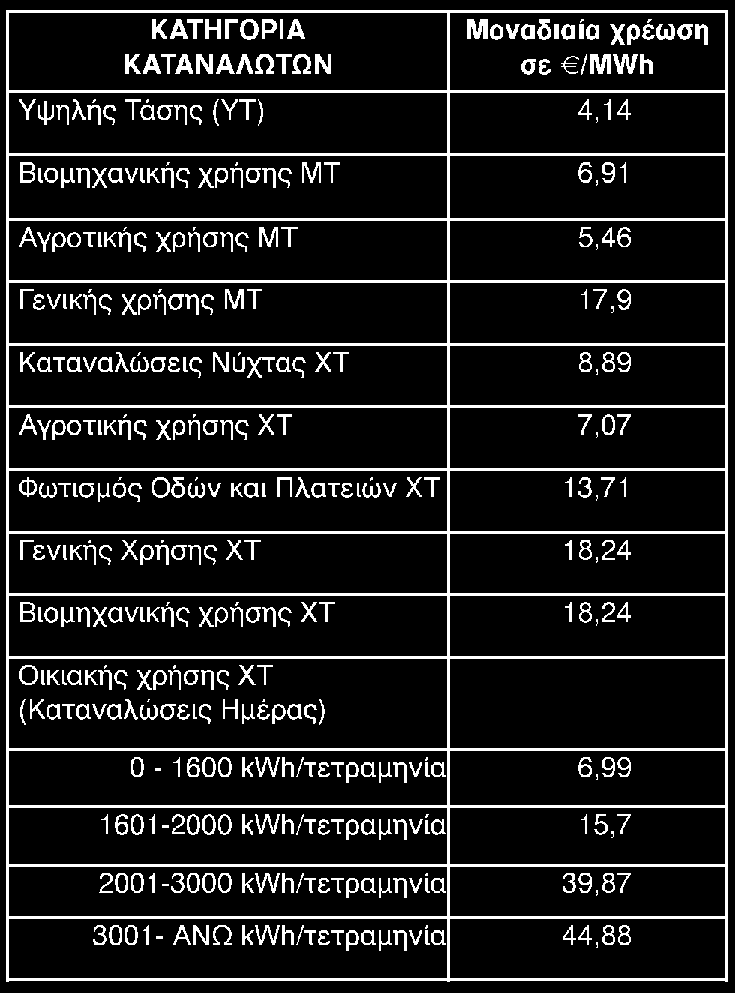 ΚΑΤΗΓΟΡΙΑ ΚΑΤΑΝΑΛΩΤΩΝ
Μοναδιαία χρέωση σε €/MWh
Υψηλής Τάσης (ΥΤ) 4,14
Βιομηχανικής χρήσης ΜΤ 6,91
Αγροτικής χρήσης ΜΤ 5,46
Γενικής χρήσης ΜΤ 17,9
Καταναλώσεις Νύχτας ΧΤ 8,89
Αγροτικής χρήσης ΧΤ 7,07
Φωτισμός Οδών και Πλατειών ΧΤ 13,71
Γενικής Χρήσης ΧΤ 18,24
Βιομηχανικής χρήσης ΧΤ 18,24
Οικιακής χρήσης ΧΤ
(Καταναλώσεις Ημέρας)
0 - 1600 kWh/τετραμηνία 6,99
1601-2000 kWh/τετραμηνία 15,7
2001-3000 kWh/τετραμηνία 39,87
3001- ΑΝΩ kWh/τετραμηνία 44,88